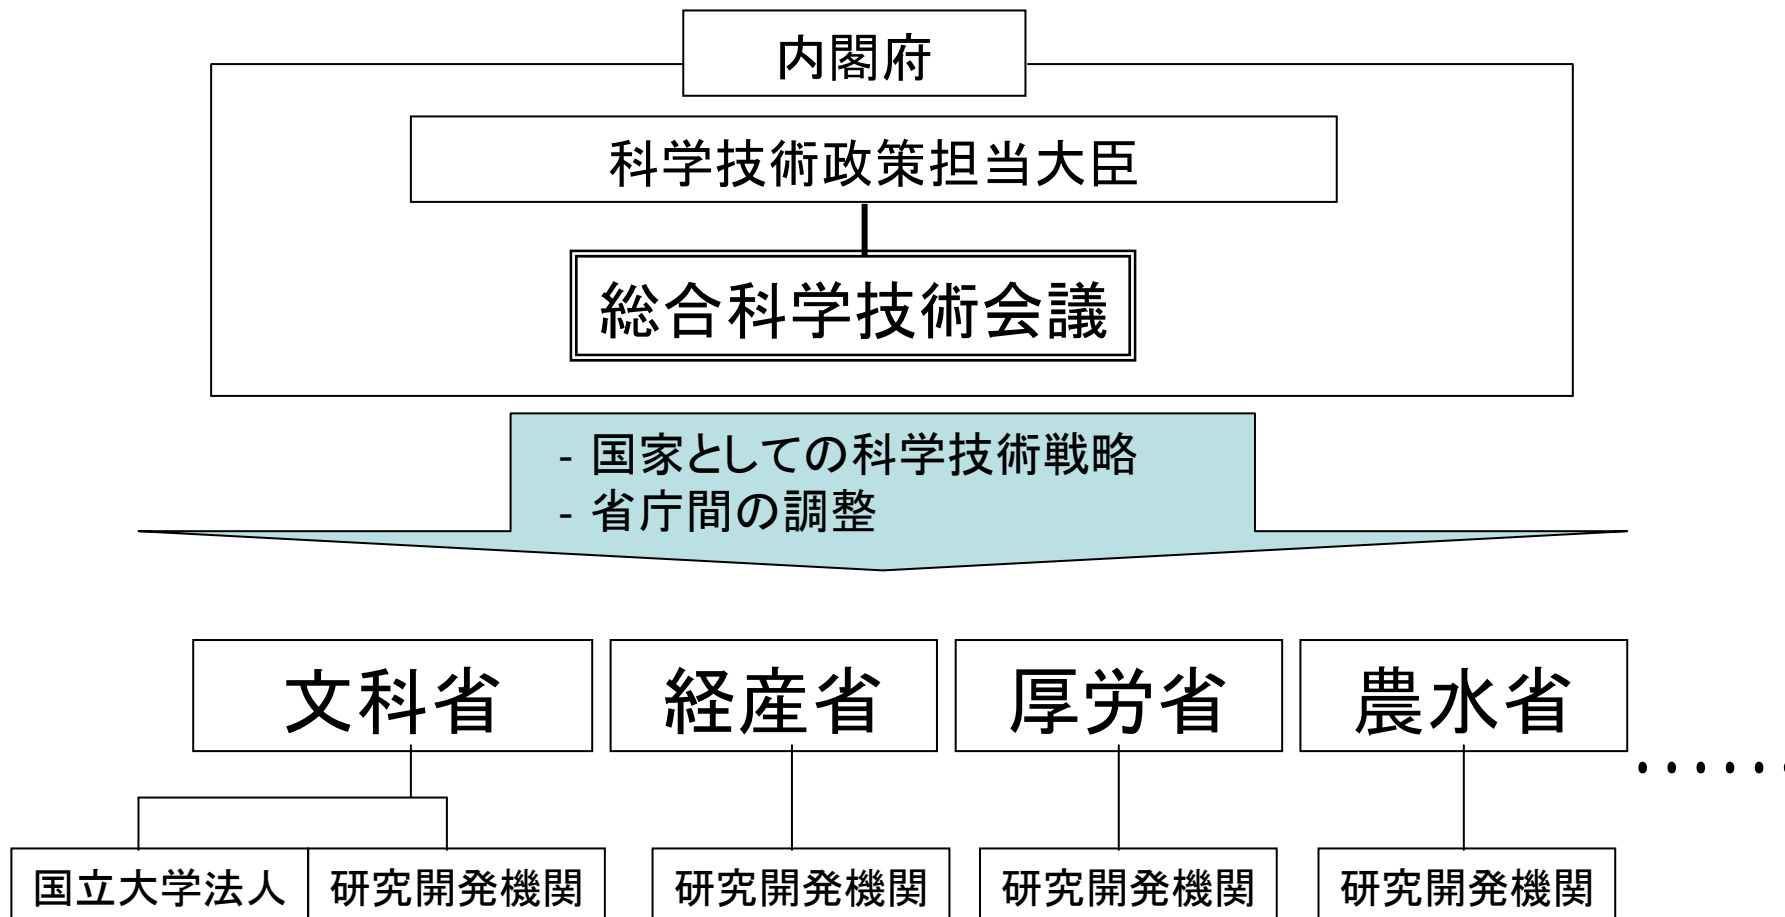 内閣府
科学技術政策担当大臣
総合科学技術会議
- 国家としての科学技術戦略
- 省庁間の調整
文科省 経産省 厚労省 農水省
・・・・・・
国立大学法人 研究開発機関 研究開発機関 研究開発機関 研究開発機関